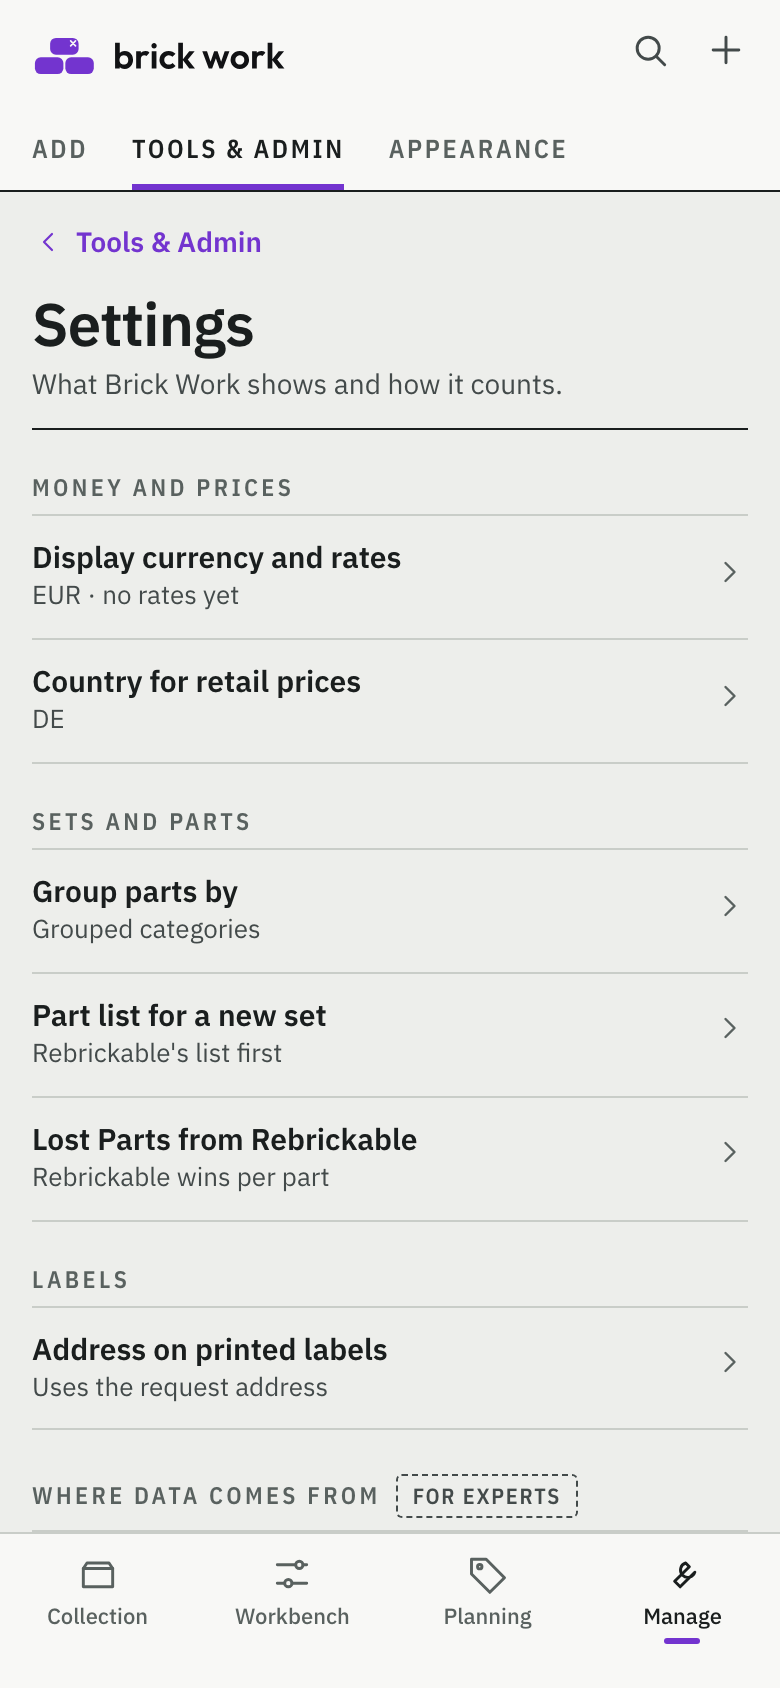 brick work
ADD TOOLS & ADMIN APPEARANCE
Tools & Admin
Settings
What Brick Work shows and how it counts.
MONEY AND PRICES
Display currency and rates
EUR · no rates yet
Country for retail prices
DE
SETS AND PARTS
Group parts by
Grouped categories
Part list for a new set
Rebrickable's list first
Lost Parts from Rebrickable
Rebrickable wins per part
LABELS
Address on printed labels
Uses the request address
WHERE DATA COMES FROM FOR EXPERTS
Collection Workbench Planning Manage